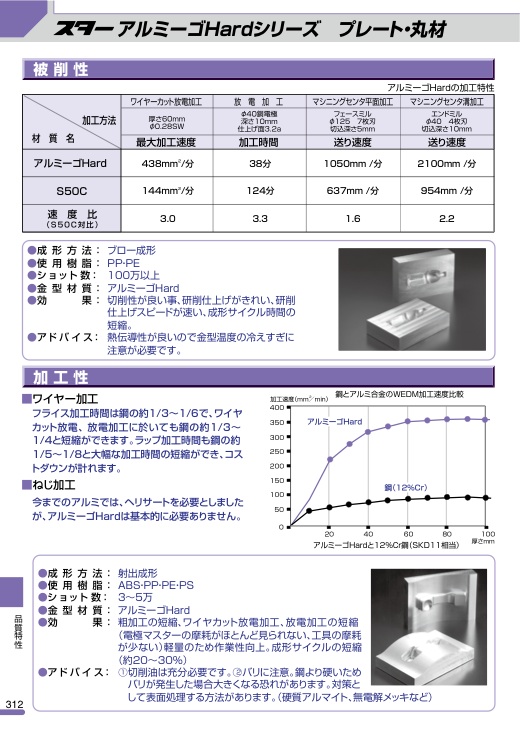 スター アルミーゴHardシリーズ プレート・丸材
被削性
アルミーゴHardの加工特性
加工方法
材質名
ワイヤーカット放電加工 放電加工 マシニングセンタ平面加工 マシニングセンタ溝加工
厚さ60mm
φ0.28SW
φ40銅電極
深さ10mm
仕上げ面3.2a
フェースミル
φ125 7枚刃
切込深さ5mm
エンドミル
φ40 4枚刃
切込深さ10mm
最大加工速度 加工時間 送り速度 送り速度
アルミーゴHard 438mm²/分 38分 1050mm /分 2100mm /分
S50C 144mm²/分 124分 637mm /分 954mm /分
速度比
(S50C対比)
3.0 3.3 1.6 2.2
●成形方法： ブロー成形
●使用樹脂： PP・PE
●ショット数： 100万以上
●金型材質： アルミーゴHard
●効果： 切削性が良い事、研削仕上げがきれい、研削
仕上げスピードが速い、成形サイクル時間の
短縮。
●アドバイス： 熱伝導性が良いので金型温度の冷えすぎに
注意が必要です。
加工性
■ワイヤー加工
フライス加工時間は鋼の約1/3～1/6で、ワイヤ
カット放電、放電加工に於いても鋼の約1/3～
1/4と短縮ができます。ラップ加工時間も鋼の約
1/5～1/8と大幅な加工時間の短縮ができ、コス
トダウンが計れます。
■ねじ加工
今までのアルミでは、ヘリサートを必要としました
が、アルミーゴHardは基本的に必要ありません。
鋼とアルミ合金のWEDM加工速度比較
加工速度(mm²／min)
400
350
300
250
200
150
100
50
0
アルミーゴHard
鋼(12%Cr)
20 40 60 80 100
厚さmm
アルミーゴHardと12%Cr鋼(SKD11相当)
●成形方法： 射出成形
●使用樹脂： ABS・PP・PE・PS
●ショット数： 3～5万
●金型材質： アルミーゴHard
●効果： 粗加工の短縮、ワイヤカット放電加工、放電加工の短縮
(電極マスターの摩耗がほとんど見られない、工具の摩耗
が少ない)軽量のため作業性向上。成形サイクルの短縮
(約20～30%)
●アドバイス： ①切削油は充分必要です。②バリに注意。鋼より硬いため
バリが発生した場合大きくなる恐れがあります。対策と
して表面処理する方法があります。（硬質アルマイト、無電解メッキなど）
品質特性
312